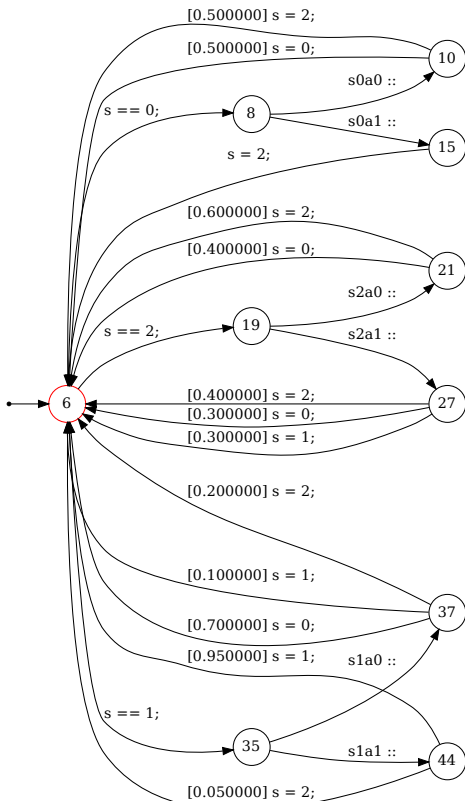 [0.500000] s = 2;
[0.500000] s = 0;
10
s0a0 ::
s == 0;
8
s0a1 ::
15
s = 2;
[0.600000] s = 2;
[0.400000] s = 0;
21
s2a0 ::
s == 2;
19
s2a1 ::
6
[0.400000] s = 2;
27
[0.300000] s = 0;
[0.300000] s = 1;
[0.200000] s = 2;
[0.100000] s = 1;
37
[0.700000] s = 0;
[0.950000] s = 1;
s1a0 ::
s == 1;
35
s1a1 ::
44
[0.050000] s = 2;